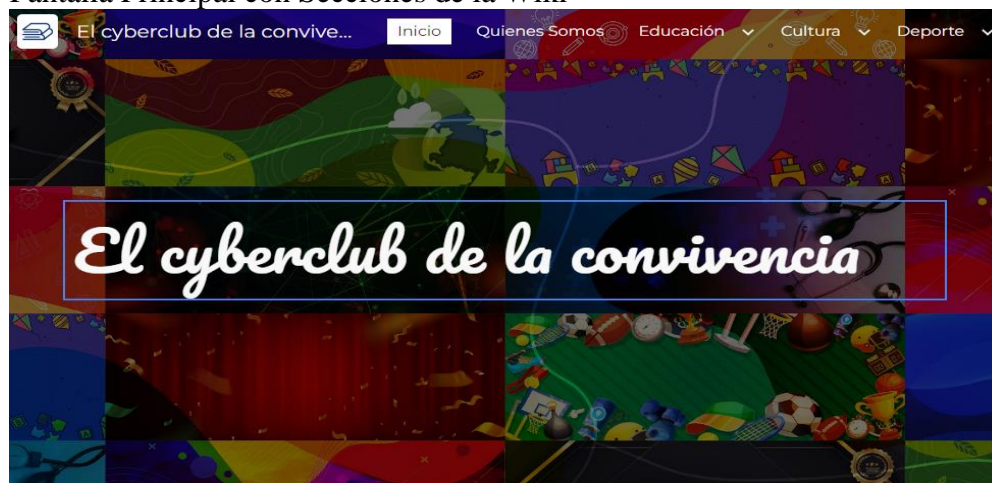 Pantalla Principal con Secciones de la Wiki
El cyberclub de la convive... Inicio Quienes Somos Educación Cultura Deporte
El cyberclub de la convivencia